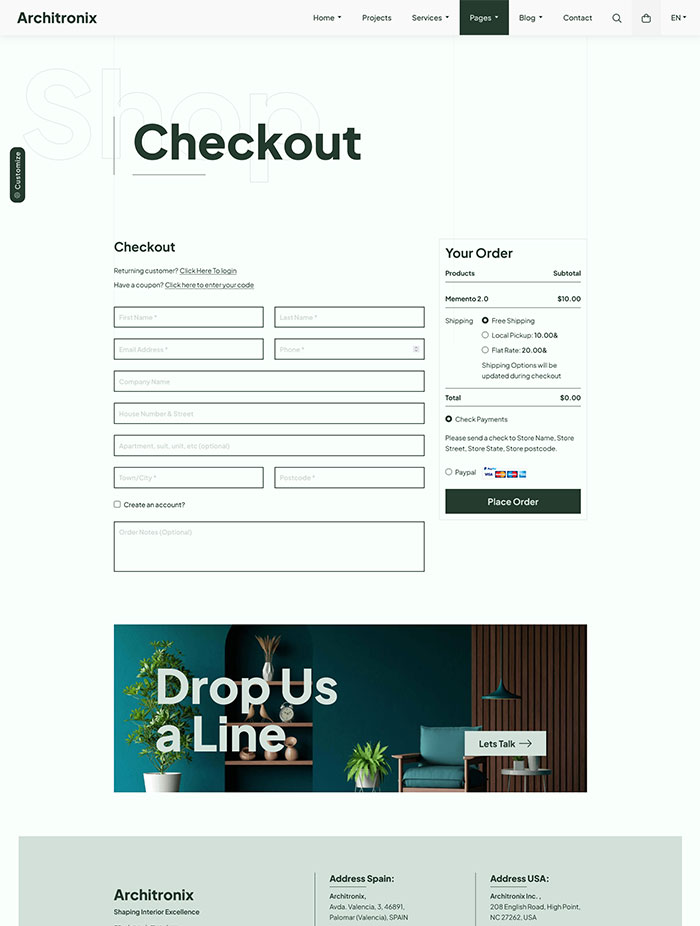 Architronix
Home
Projects
Services
Pages
Blog
Contact
EN
Shop
Checkout
Customize
Checkout
Returning customer? Click Here To login
Have a coupon? Click here to enter your code
First Name *
Last Name *
Email Address *
Phone *
Company Name
House Number & Street
Apartment, suit, unit, etc (optional)
Town/City *
Postcode *
Create an account?
Order Notes (Optional)
Your Order
Products Subtotal
Memento 2.0 $10.00
Shipping Free Shipping
Local Pickup: 10.00&
Flat Rate: 20.00&
Shipping Options will be
updated during checkout
Total $0.00
Check Payments
Please send a check to Store Name, Store
Street, Store State, Store postcode.
Paypal
VISA
Place Order
Drop Us
a Line
Lets Talk
Architronix
Shaping Interior Excellence
Address Spain:
Architronix,
Avda. Valencia, 3, 46891,
Palomar (Valencia), SPAIN
Address USA:
Architronix Inc. ,
208 English Road, High Point,
NC 27262, USA